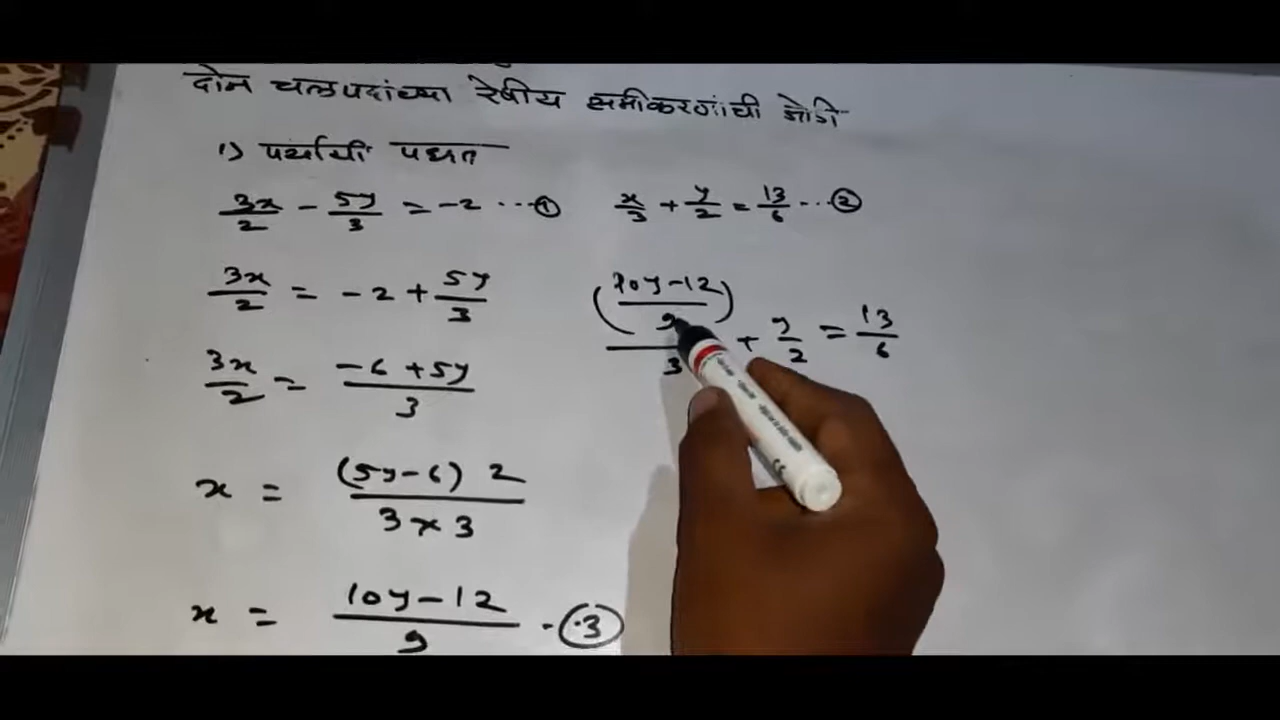 दोन चलपदांच्या रेषीय समीकरणांची जोडी
1) पर्यायी पध्दत
3x/2 - 5y/3 = -2 ...①
x/3 + y/2 = 13/6 ...②
3x/2 = -2 + 5y/3
3x/2 = (-6 + 5y)/3
x = (5y-6) 2/(3 × 3)
x = (10y-12)/9 - ③
((10y-12)/9)/3 + y/2 = 13/6